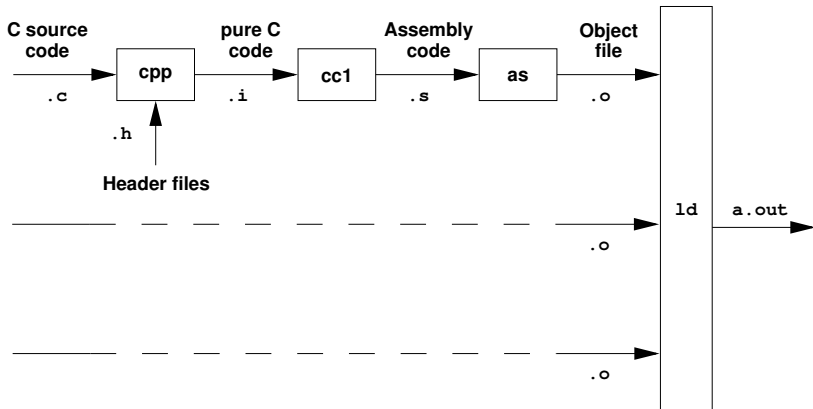 C source
code
pure C
code
Assembly
code
Object
file
cpp
cc1
as
.c
.i
.s
.o
.h
Header files
ld
a.out
.o
.o